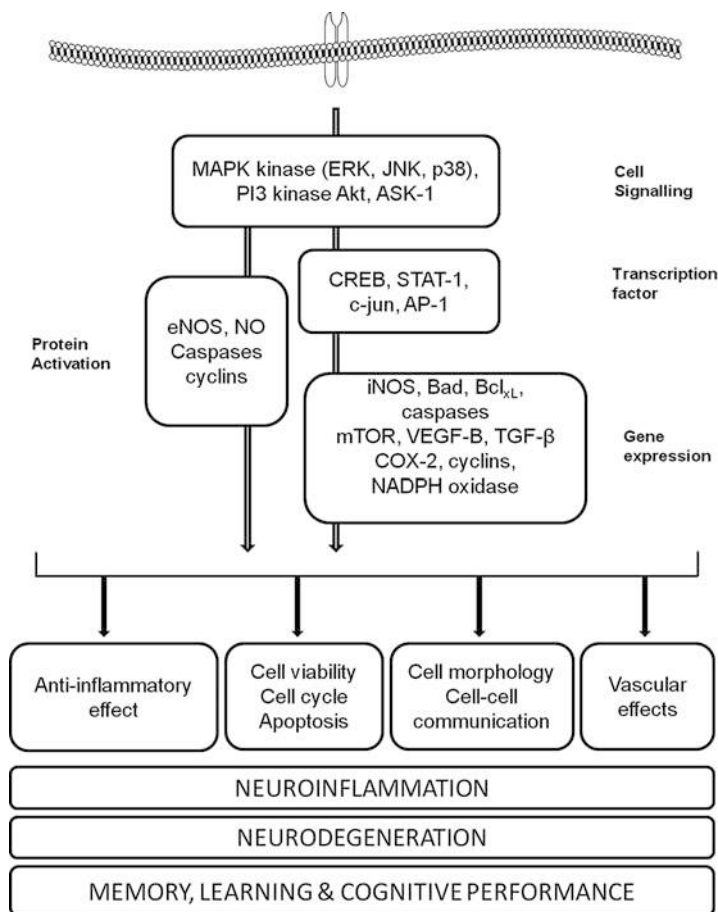 MAPK kinase (ERK, JNK, p38),
PI3 kinase Akt, ASK-1
Cell
Signalling
CREB, STAT-1,
c-jun, AP-1
Transcription
factor
Protein
Activation
eNOS, NO
Caspases
cyclins
iNOS, Bad, Bclₓʟ,
caspases
mTOR, VEGF-B, TGF-β
COX-2, cyclins,
NADPH oxidase
Gene
expression
Anti-inflammatory
effect
Cell viability
Cell cycle
Apoptosis
Cell morphology
Cell-cell
communication
Vascular
effects
NEUROINFLAMMATION
NEURODEGENERATION
MEMORY, LEARNING & COGNITIVE PERFORMANCE